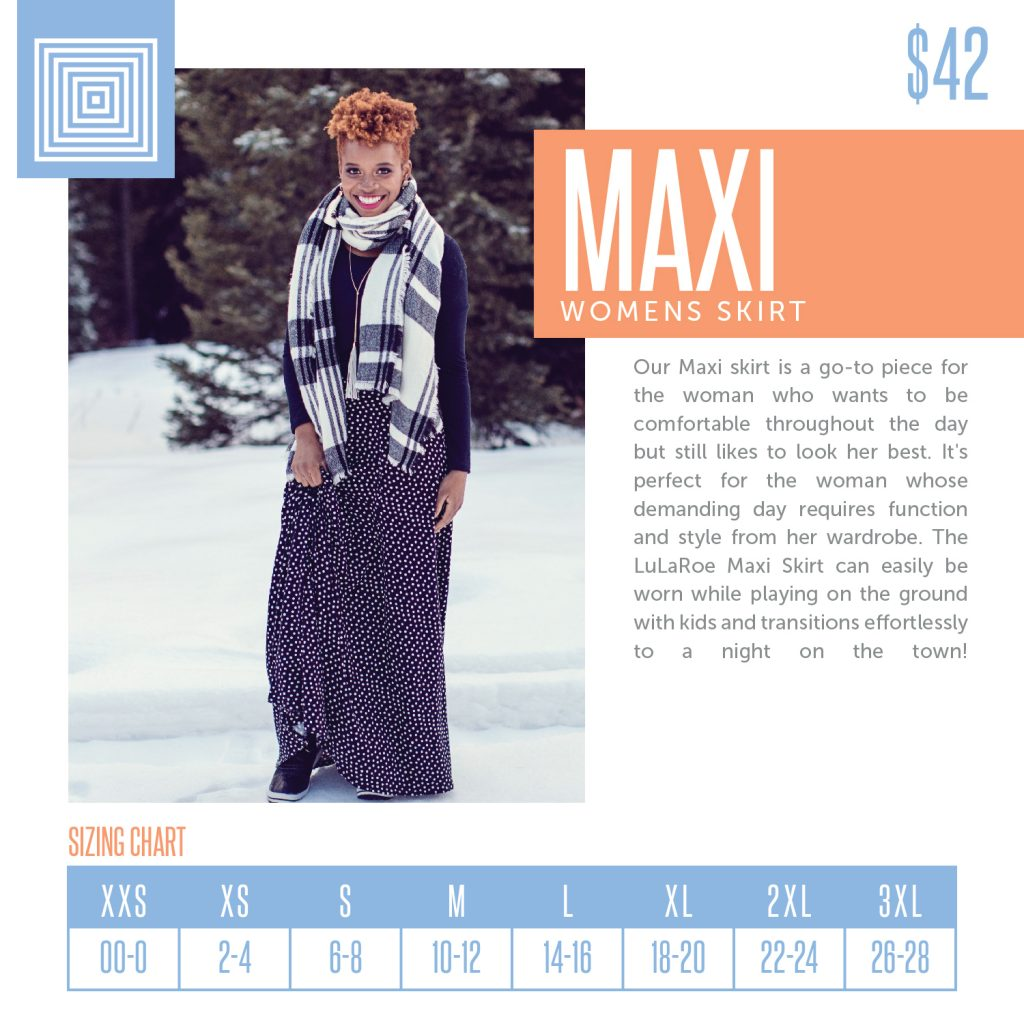 $42
MAXI
WOMENS SKIRT
Our Maxi skirt is a go-to piece for
the woman who wants to be
comfortable throughout the day
but still likes to look her best. It's
perfect for the woman whose
demanding day requires function
and style from her wardrobe. The
LuLaRoe Maxi Skirt can easily be
worn while playing on the ground
with kids and transitions effortlessly
to a night on the town!
SIZING CHART
XXS XS S M L XL 2XL 3XL
00-0 2-4 6-8 10-12 14-16 18-20 22-24 26-28